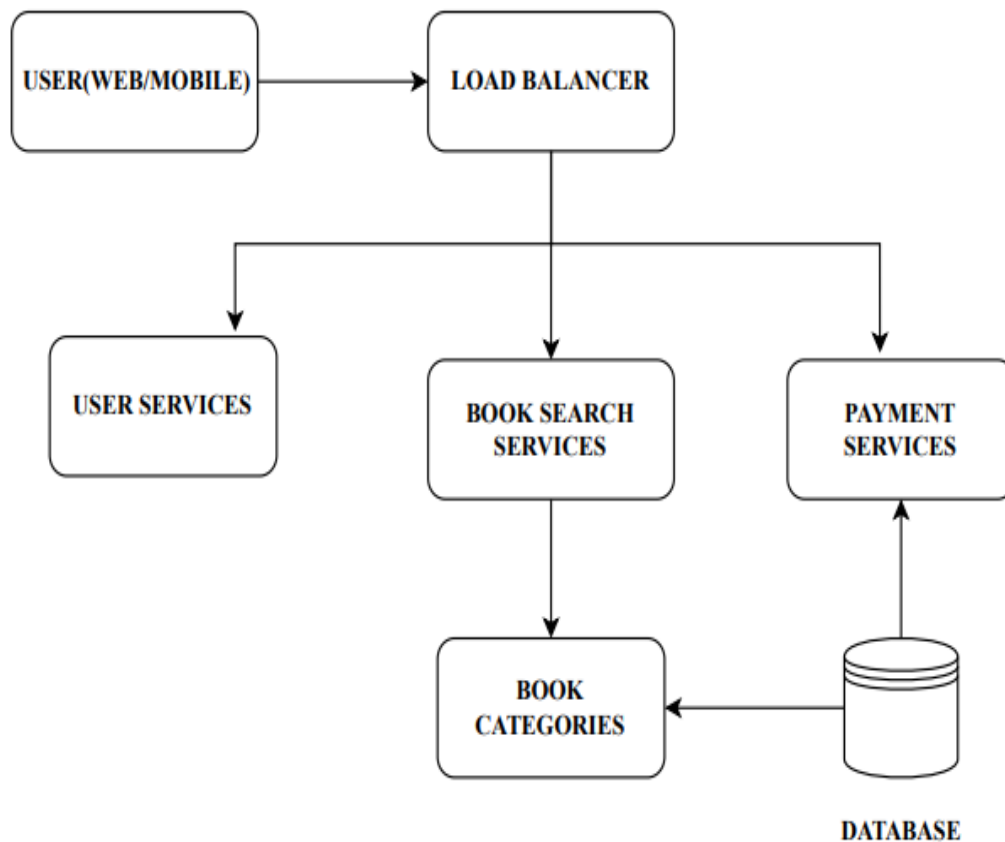 USER(WEB/MOBILE)
LOAD BALANCER
USER SERVICES
BOOK SEARCH
SERVICES
PAYMENT
SERVICES
BOOK
CATEGORIES
DATABASE